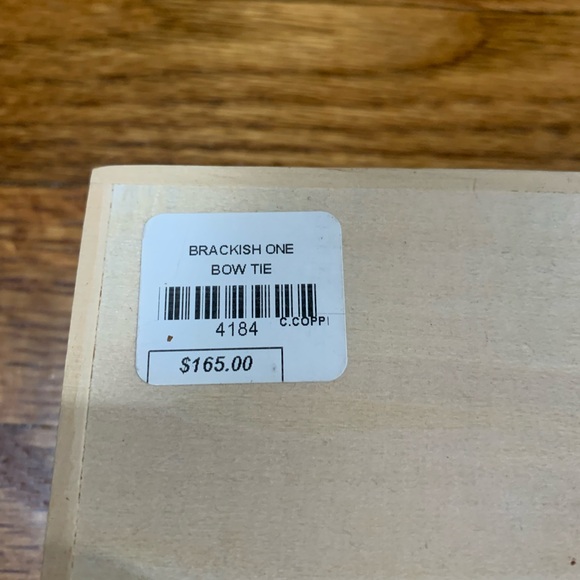 BRACKISH ONE
BOW TIE
4184
C.COPPI
$165.00